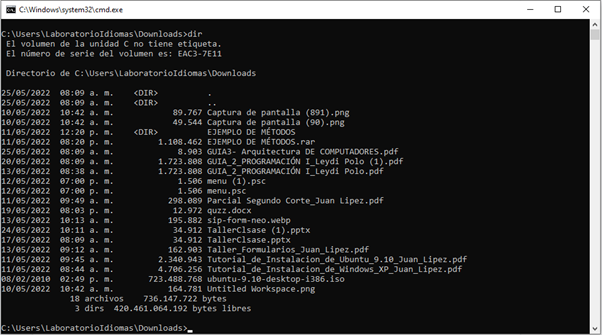 C:\Windows\system32\cmd.exe
C:\Users\LaboratorioIdiomas\Downloads>dir
El volumen de la unidad C no tiene etiqueta.
El número de serie del volumen es: EAC3-7E11
Directorio de C:\Users\LaboratorioIdiomas\Downloads
25/05/2022  08:09 a. m.    <DIR>          .
25/05/2022  08:09 a. m.    <DIR>          ..
10/05/2022  10:42 a. m.            89.767 Captura de pantalla (891).png
10/05/2022  10:42 a. m.            49.544 Captura de pantalla (90).png
11/05/2022  12:20 p. m.    <DIR>          EJEMPLO DE MÉTODOS
11/05/2022  08:20 p. m.         1.108.462 EJEMPLO DE MÉTODOS.rar
25/05/2022  08:09 a. m.             8.903 GUIA3- Arquitectura DE COMPUTADORES.pdf
20/05/2022  08:09 a. m.         1.723.808 GUIA_2_PROGRAMACIÓN I_Leydi Polo (1).pdf
13/05/2022  08:38 a. m.         1.723.808 GUIA_2_PROGRAMACIÓN I_Leydi Polo.pdf
12/05/2022  07:00 p. m.             1.506 menu (1).psc
12/05/2022  07:00 p. m.             1.506 menu.psc
11/05/2022  09:49 a. m.           298.089 Parcial Segundo Corte_Juan Lipez.pdf
19/05/2022  08:03 p. m.            12.972 quzz.docx
13/05/2022  10:13 a. m.           195.882 sip-form-neo.webp
24/05/2022  10:11 a. m.            34.912 TallerClsase (1).pptx
17/05/2022  08:09 a. m.            34.912 TallerClsase.pptx
13/05/2022  09:12 a. m.           162.903 Taller_Formularios_Juan_Lipez.pdf
11/05/2022  09:45 a. m.         2.340.943 Tutorial_de_Instalacion_de_Ubuntu_9.10_Juan_Lipez.pdf
11/05/2022  08:44 a. m.         4.706.256 Tutorial_de_Instalacion_de_Windows_XP_Juan_Lipez.pdf
08/02/2010  02:49 p. m.       723.488.768 ubuntu-9.10-desktop-i386.iso
10/05/2022  10:42 a. m.           164.781 Untitled Workspace.png
18 archivos    736.147.722 bytes
3 dirs  420.461.064.192 bytes libres
C:\Users\LaboratorioIdiomas\Downloads>